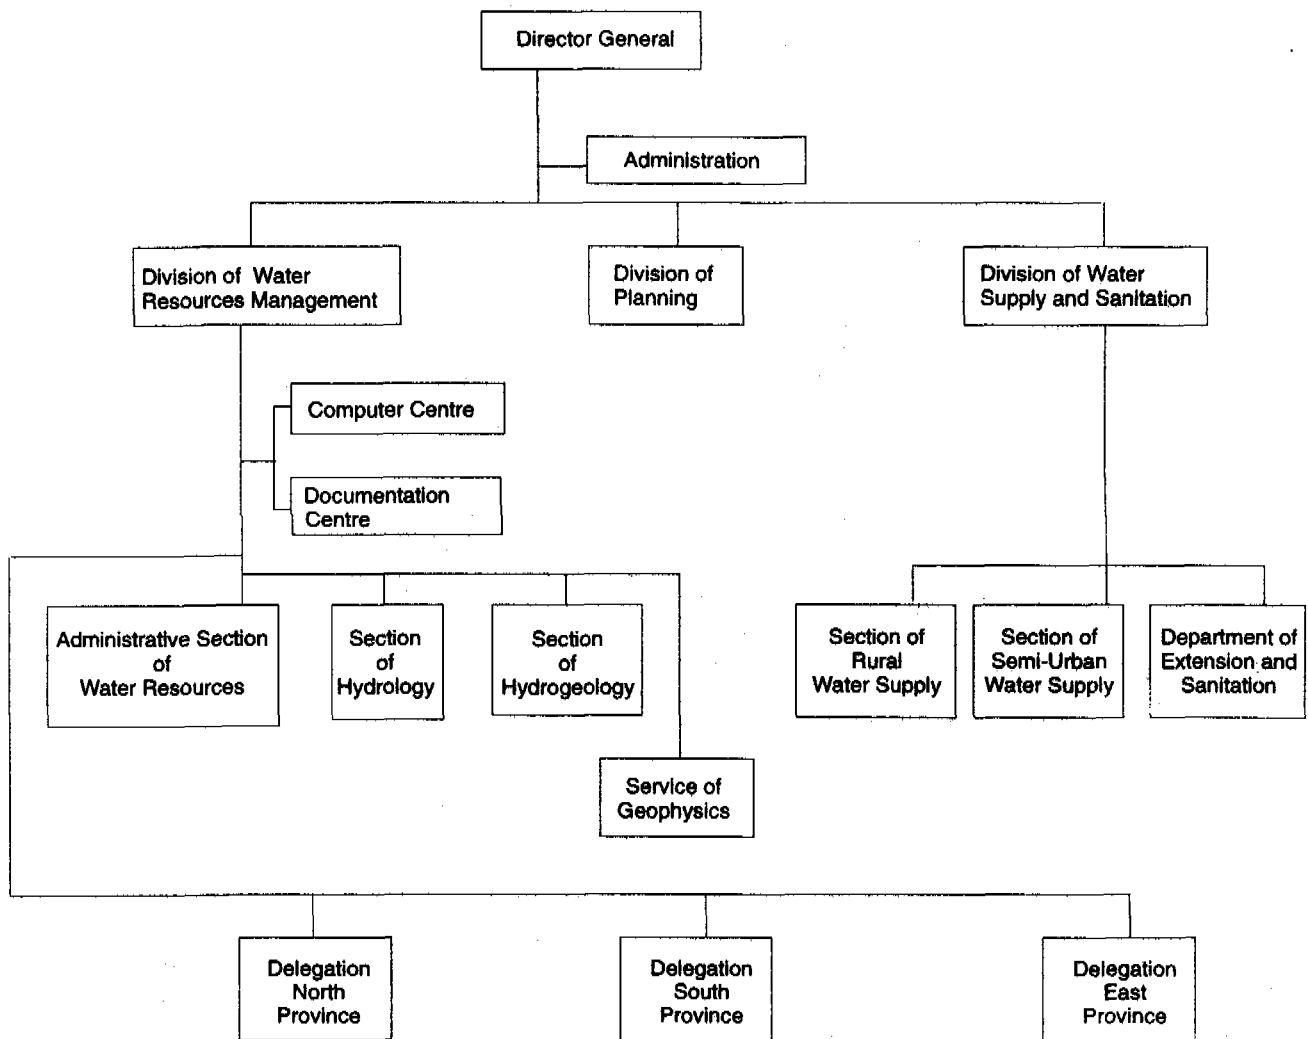 Director General
Administration
Division of Water
Resources Management
Division of
Planning
Division of Water
Supply and Sanitation
Computer Centre
Documentation
Centre
Administrative Section
of
Water Resources
Section
of
Hydrology
Section
of
Hydrogeology
Section of
Rural
Water Supply
Section of
Semi-Urban
Water Supply
Department of
Extension and
Sanitation
Service of
Geophysics
Delegation
North
Province
Delegation
South
Province
Delegation
East
Province